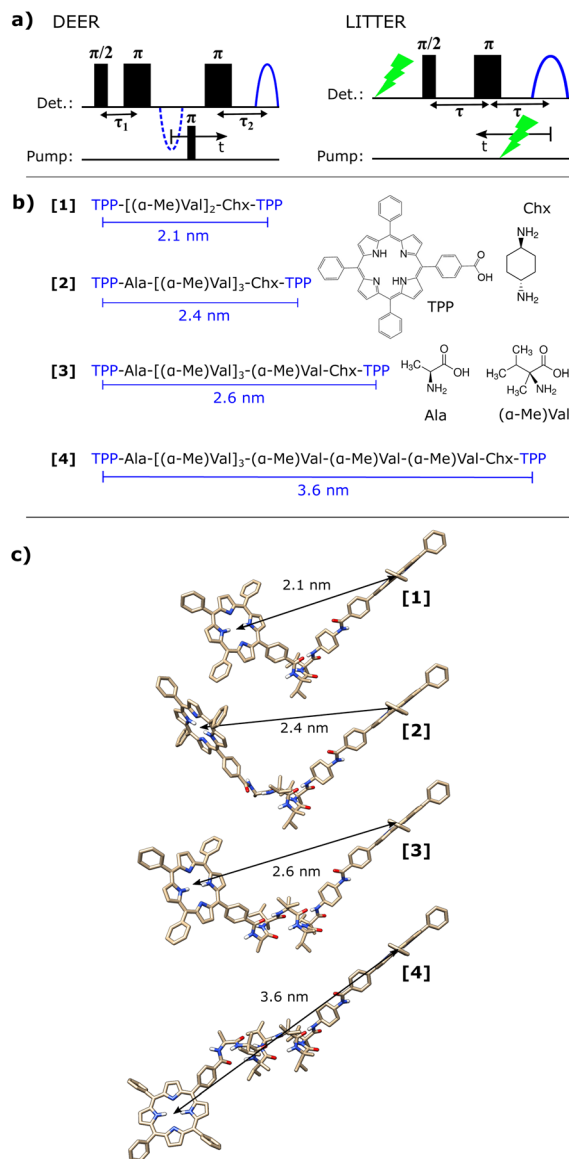 a) DEER LITTER
π/2 π π π/2 π
Det.: τ₁ τ₂ Det.: τ τ
π
Pump: t Pump: t
b)
[1] TPP-[(α-Me)Val]₂-Chx-TPP
2.1 nm
[2] TPP-Ala-[(α-Me)Val]₃-Chx-TPP
2.4 nm
[3] TPP-Ala-[(α-Me)Val]₃-(α-Me)Val-Chx-TPP
2.6 nm
[4] TPP-Ala-[(α-Me)Val]₃-(α-Me)Val-(α-Me)Val-(α-Me)Val-Chx-TPP
3.6 nm
NH N
N HN
O
OH
TPP
Chx
NH₂
NH₂
O
OH
NH₂
H₃C
Ala
CH₃ O
H₃C
OH
H₃C NH₂
(α-Me)Val
c)
2.1 nm
[1]
2.4 nm
[2]
2.6 nm
[3]
3.6 nm
[4]